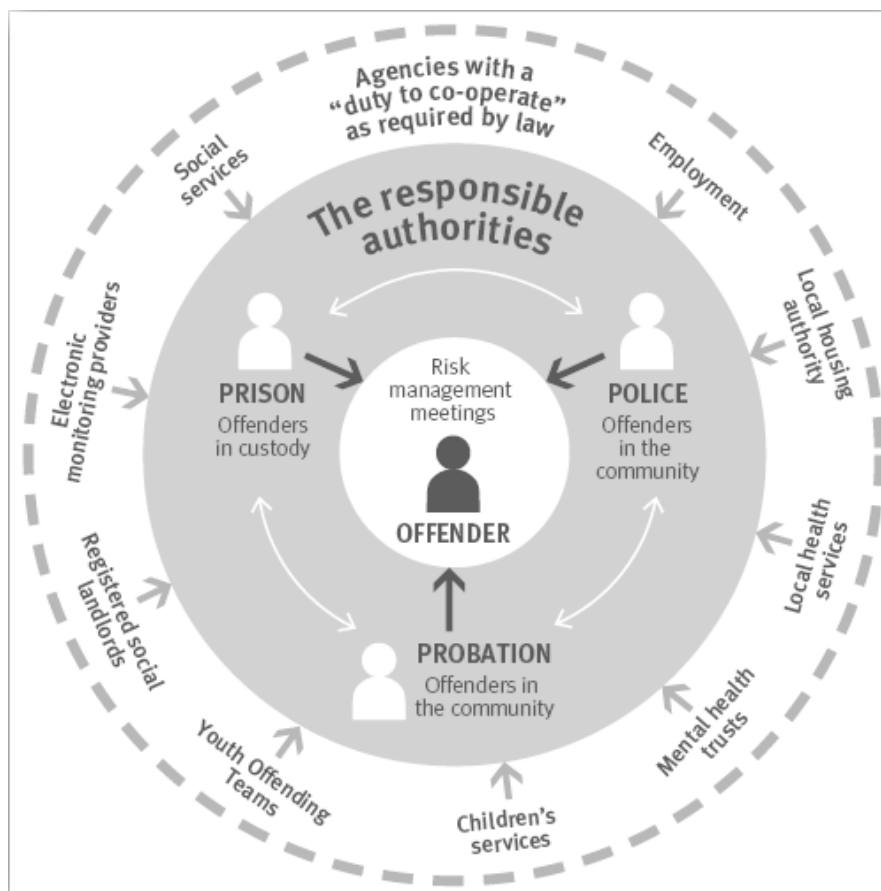 Agencies with a
“duty to co-operate”
as required by law
The responsible
authorities
Social
services
Employment
Electronic
monitoring providers
Local housing
authority
PRISON
Offenders
in custody
Risk
management
meetings
OFFENDER
POLICE
Offenders
in the
community
Registered social
landlords
Local health
services
PROBATION
Offenders in
the community
Youth Offending
Teams
Children’s
services
Mental health
trusts